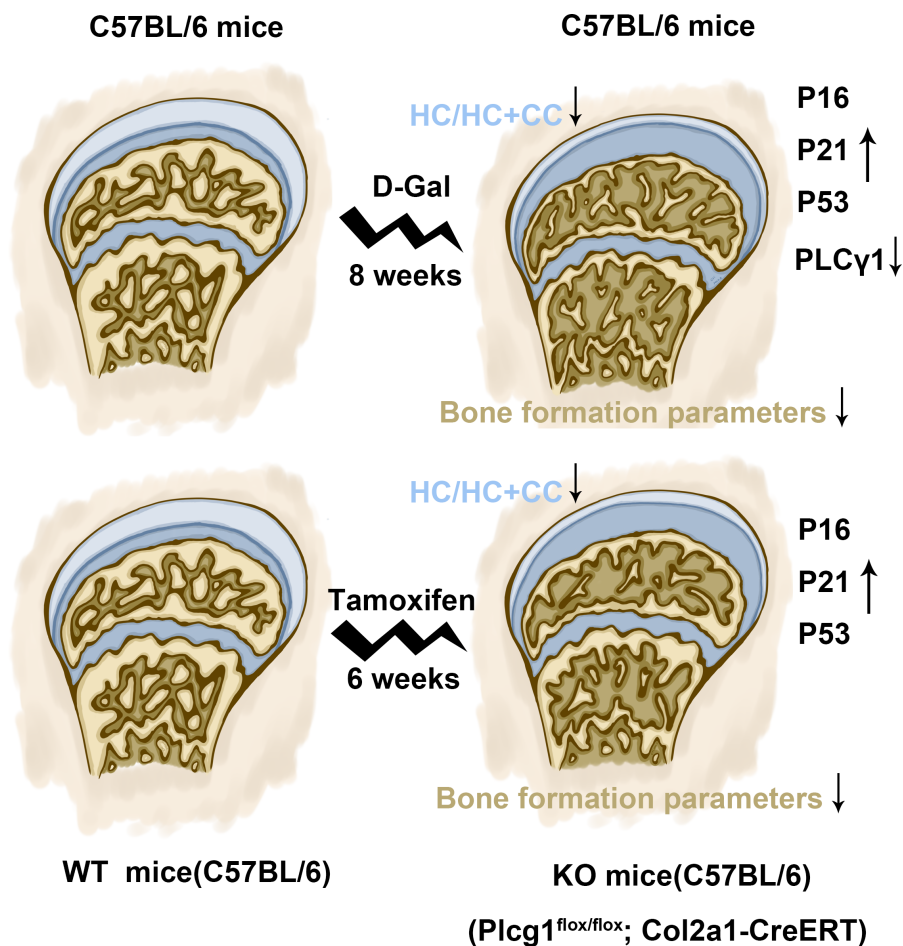 C57BL/6 mice
C57BL/6 mice
HC/HC+CC ↓
P16
P21 ↑
P53
PLCγ1 ↓
D-Gal
8 weeks
Bone formation parameters ↓
HC/HC+CC ↓
P16
P21 ↑
P53
Tamoxifen
6 weeks
Bone formation parameters ↓
WT mice(C57BL/6)
KO mice(C57BL/6)
(Plcg1flox/flox; Col2a1-CreERT)